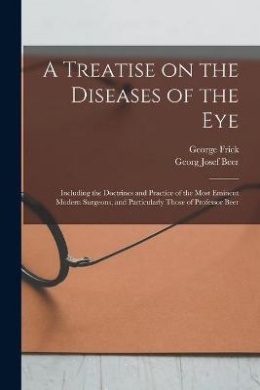 A Treatise on the
Diseases of the
Eye
George Frick
Georg Josef Beer
Including the Doctrines and Practice of the Most Eminent
Modern Surgeons, and Particularly Those of Professor Beer